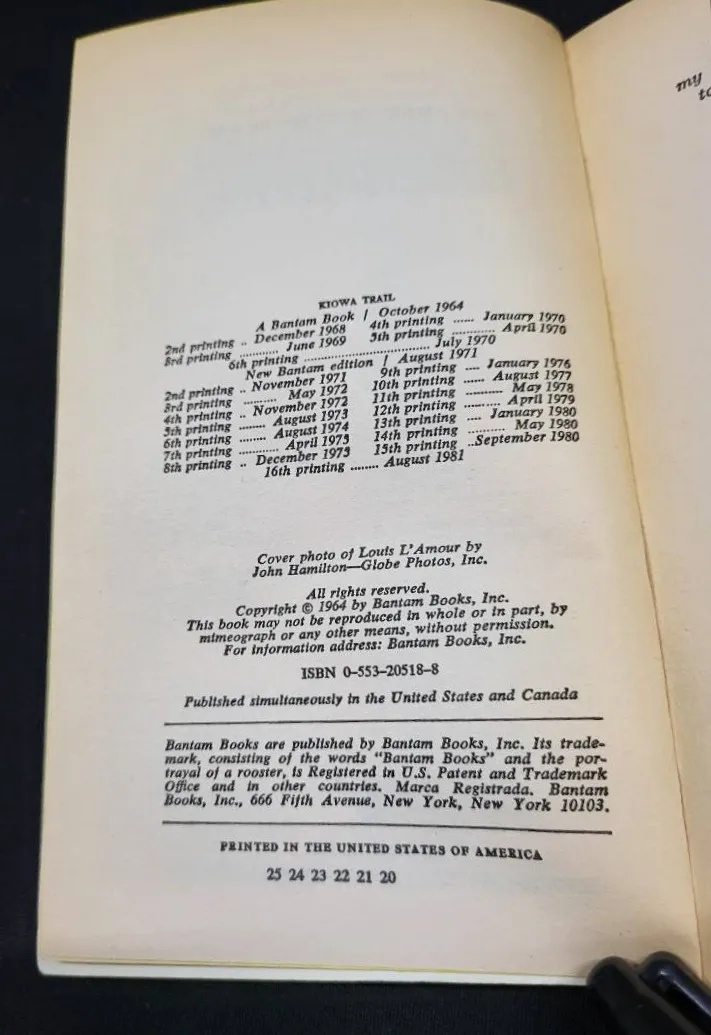 KIOWA TRAIL
A Bantam Book / October 1964
2nd printing .. December 1968 4th printing ...... January 1970
3rd printing .......... June 1969 5th printing ........... April 1970
6th printing ................................ July 1970
New Bantam edition / August 1971
2nd printing .. November 1971 9th printing .... January 1976
3rd printing ......... May 1972 10th printing ...... August 1977
4th printing .. November 1972 11th printing ......... May 1978
5th printing ....... August 1973 12th printing ........ April 1979
6th printing ....... August 1974 13th printing .... January 1980
7th printing .......... April 1975 14th printing ......... May 1980
8th printing .. December 1975 15th printing ..September 1980
16th printing ........ August 1981
Cover photo of Louis L'Amour by
John Hamilton—Globe Photos, Inc.
All rights reserved.
Copyright © 1964 by Bantam Books, Inc.
This book may not be reproduced in whole or in part, by
mimeograph or any other means, without permission.
For information address: Bantam Books, Inc.
ISBN 0-553-20518-8
Published simultaneously in the United States and Canada
Bantam Books are published by Bantam Books, Inc. Its trade-
mark, consisting of the words "Bantam Books" and the por-
trayal of a rooster, is Registered in U.S. Patent and Trademark
Office and in other countries. Marca Registrada. Bantam
Books, Inc., 666 Fifth Avenue, New York, New York 10103.
PRINTED IN THE UNITED STATES OF AMERICA
25 24 23 22 21 20
my